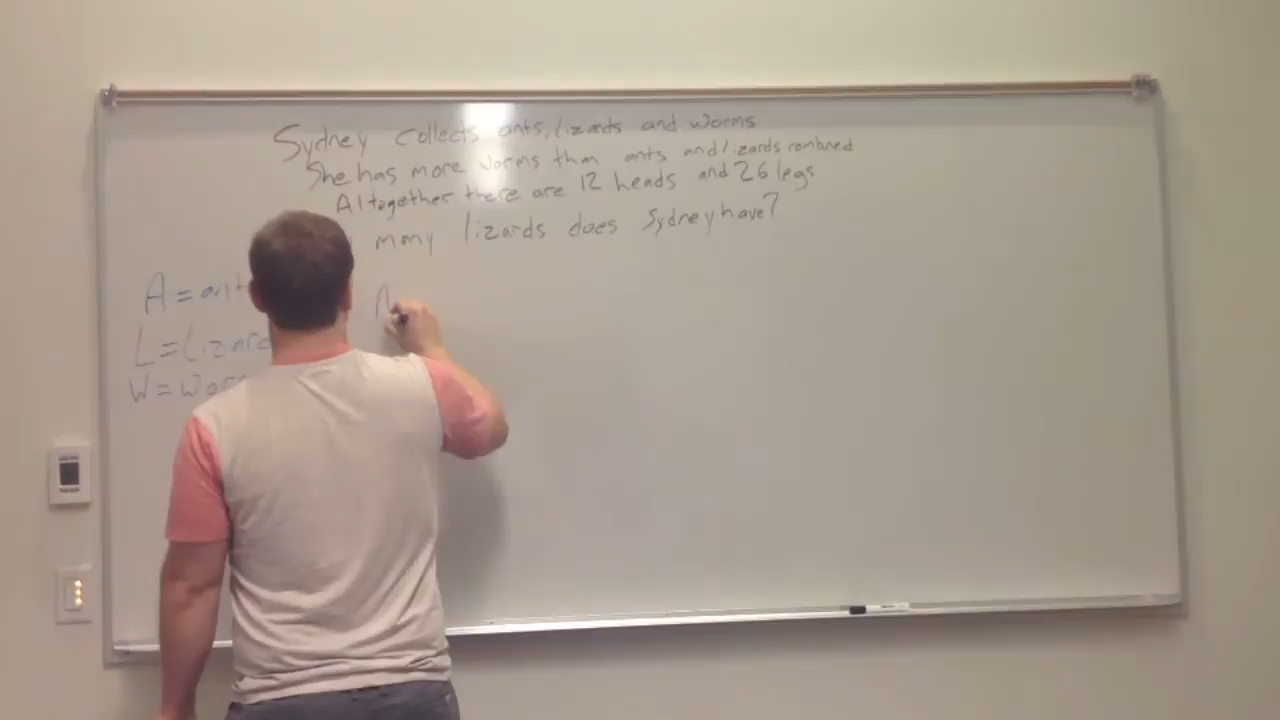 Sydney collects ants, lizards and worms
She has more worms than ants and lizards combined
Altogether there are 12 heads and 26 legs
many lizards does Sydney have?
A = ant
L = Lizard
W = wor